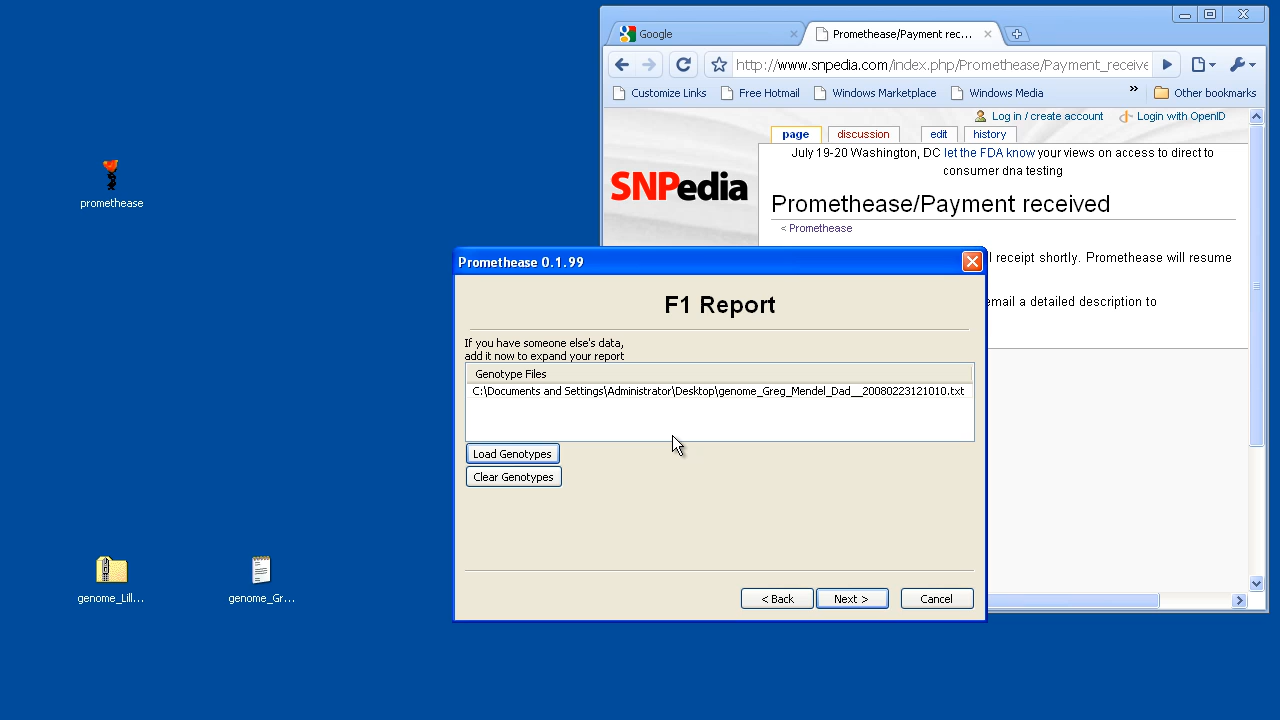 Google
Promethease/Payment rec...
http://www.snpedia.com/index.php/Promethease/Payment_receive
Customize Links
Free Hotmail
Windows Marketplace
Windows Media
»
Other bookmarks
Log in / create account
Login with OpenID
page
discussion
edit
history
July 19-20 Washington, DC let the FDA know your views on access to direct to
consumer dna testing
SNPedia
Promethease/Payment received
< Promethease
l receipt shortly. Promethease will resume
email a detailed description to
promethease
Promethease 0.1.99
F1 Report
If you have someone else's data,
add it now to expand your report
Genotype Files
C:\Documents and Settings\Administrator\Desktop\genome_Greg_Mendel_Dad__20080223121010.txt
Load Genotypes
Clear Genotypes
< Back
Next >
Cancel
genome_Lill...
genome_Gr...